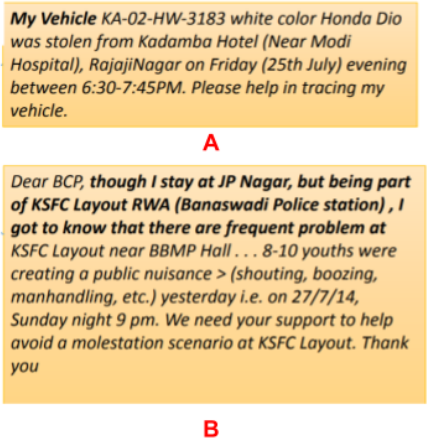 My Vehicle KA-02-HW-3183 white color Honda Dio
was stolen from Kadamba Hotel (Near Modi
Hospital), RajajiNagar on Friday (25th July) evening
between 6:30-7:45PM. Please help in tracing my
vehicle.
A
Dear BCP, though I stay at JP Nagar, but being part
of KSFC Layout RWA (Banaswadi Police station) , I
got to know that there are frequent problem at
KSFC Layout near BBMP Hall . . . 8-10 youths were
creating a public nuisance > (shouting, boozing,
manhandling, etc.) yesterday i.e. on 27/7/14,
Sunday night 9 pm. We need your support to help
avoid a molestation scenario at KSFC Layout. Thank
you
B